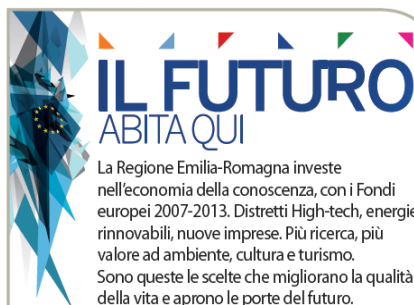 IL FUTURO
ABITA QUI
La Regione Emilia-Romagna investe
nell'economia della conoscenza, con i Fondi
europei 2007-2013. Distretti High-tech, energie
rinnovabili, nuove imprese. Più ricerca, più
valore ad ambiente, cultura e turismo.
Sono queste le scelte che migliorano la qualità
della vita e aprono le porte del futuro.